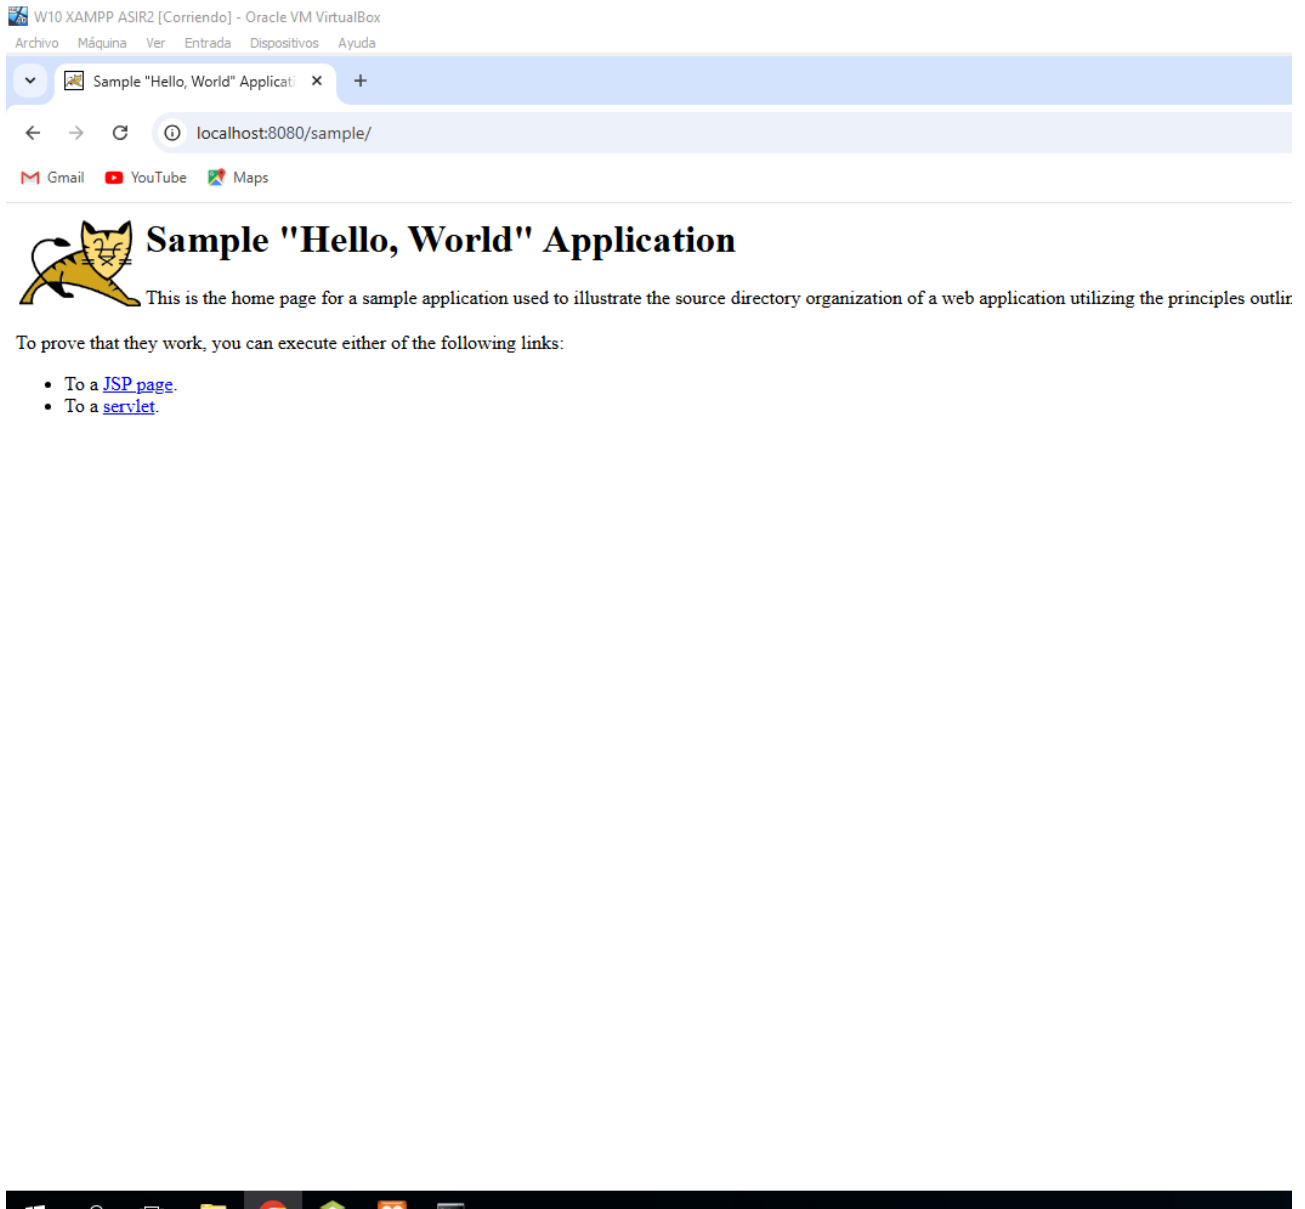 W10 XAMPP ASIR2 [Corriendo] - Oracle VM VirtualBox
Archivo Máquina Ver Entrada Dispositivos Ayuda
Sample "Hello, World" Applicati
localhost:8080/sample/
Gmail YouTube Maps
Sample "Hello, World" Application
This is the home page for a sample application used to illustrate the source directory organization of a web application utilizing the principles outlin
To prove that they work, you can execute either of the following links:
• To a JSP page.
• To a servlet.